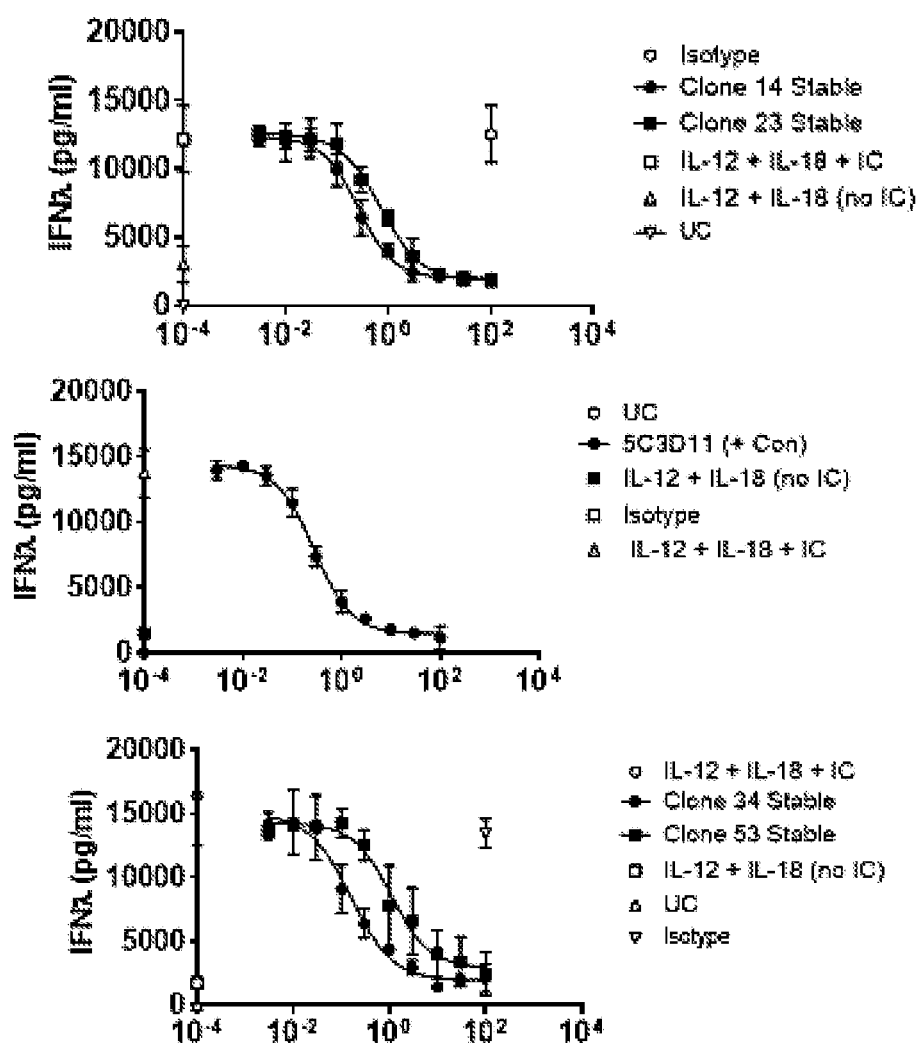 20000
15000
10000
5000
0
IFNλ (pg/ml)
10-4
10-2
100
102
104
Isotype
Clone 14 Stable
Clone 23 Stable
IL-12 + IL-18 + IC
IL-12 + IL-18 (no IC)
UC
20000
15000
10000
5000
0
IFNλ (pg/ml)
10-4
10-2
100
102
104
UC
5C3D11 (+ Con)
IL-12 + IL-18 (no IC)
Isotype
IL-12 + IL-18 + IC
20000
15000
10000
5000
0
IFNλ (pg/ml)
10-4
10-2
100
102
104
IL-12 + IL-18 + IC
Clone 34 Stable
Clone 53 Stable
IL-12 + IL-18 (no IC)
UC
Isotype